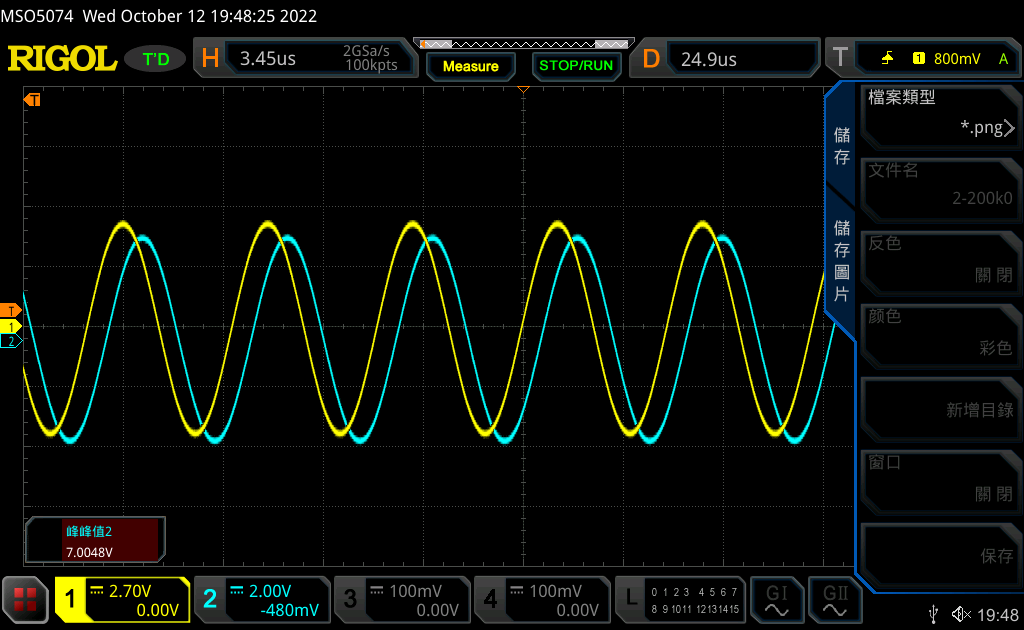 MSO5074 Wed October 12 19:48:25 2022
RIGOL
T'D
H
3.45us
2GSa/s
100kpts
Measure
STOP/RUN
D
24.9us
T
1
800mV
A
T
T
1
2
儲存
儲存圖片
檔案類型
*.png
文件名
2-200k0
反色
關 閉
颜色
彩色
新增目錄
窗口
關 閉
保存
峰峰值2
7.0048V
1
2.70V
0.00V
2
2.00V
-480mV
3
100mV
0.00V
4
100mV
0.00V
L
0 1 2 3 4 5 6 7
8 9 10 11 12 13 14 15
GI
GII
19:48